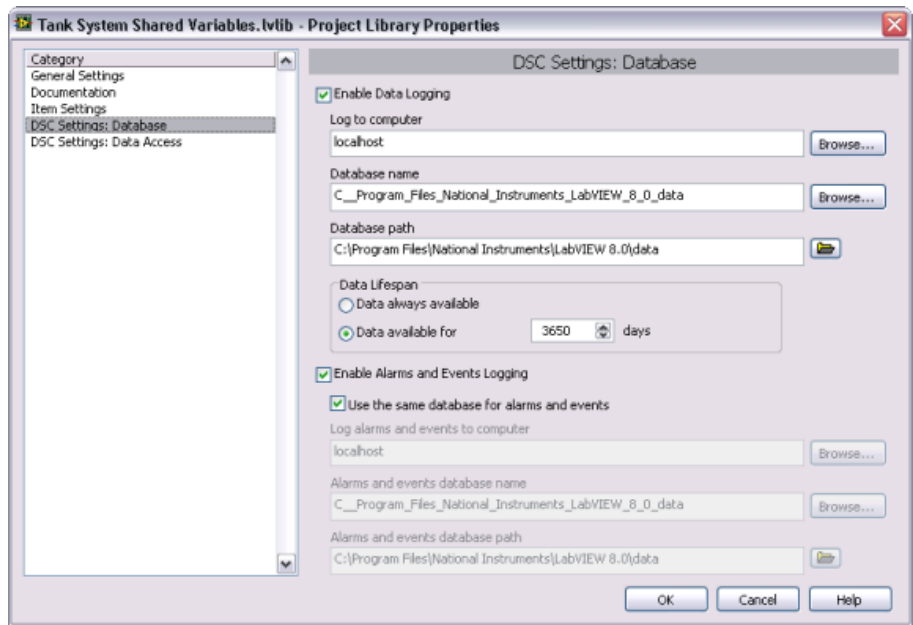 Tank System Shared Variables.lvlib - Project Library Properties
Category
General Settings
Documentation
Item Settings
DSC Settings: Database
DSC Settings: Data Access
DSC Settings: Database
Enable Data Logging
Log to computer
localhost
Browse...
Database name
C__Program_Files_National_Instruments_LabVIEW_8_0_data
Browse...
Database path
C:\Program Files\National Instruments\LabVIEW 8.0\data
Data Lifespan
Data always available
Data available for 3650 days
Enable Alarms and Events Logging
Use the same database for alarms and events
Log alarms and events to computer
localhost
Browse...
Alarms and events database name
C__Program_Files_National_Instruments_LabVIEW_8_0_data
Browse...
Alarms and events database path
C:\Program Files\National Instruments\LabVIEW 8.0\data
OK Cancel Help